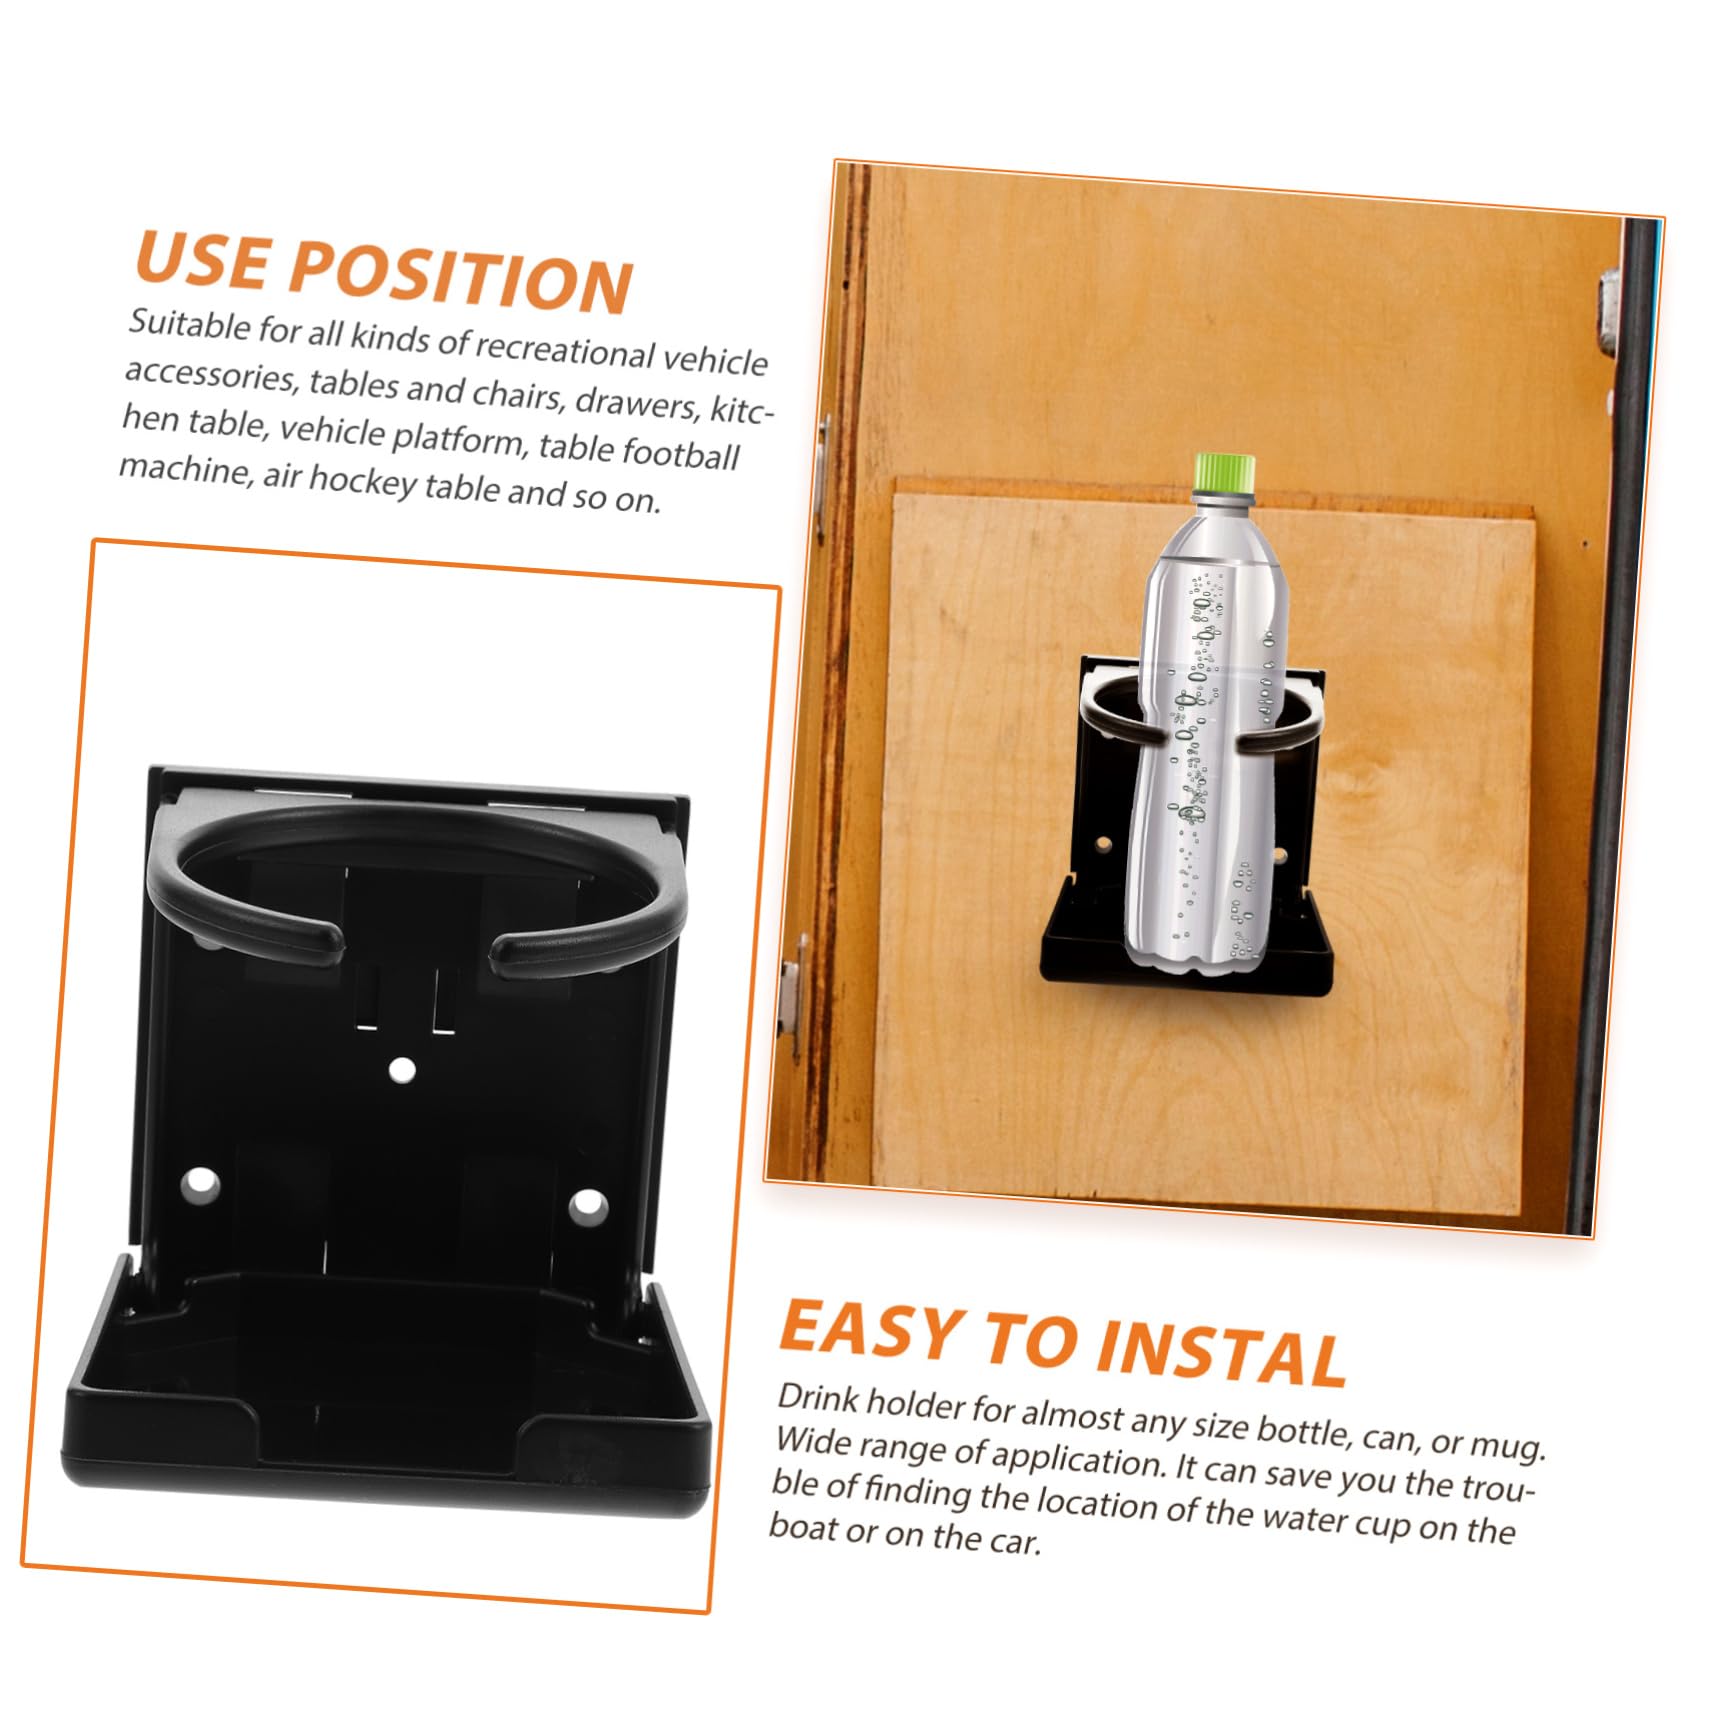 USE POSITION
Suitable for all kinds of recreational vehicle
accessories, tables and chairs, drawers, kitc-
hen table, vehicle platform, table football
machine, air hockey table and so on.
EASY TO INSTAL
Drink holder for almost any size bottle, can, or mug.
Wide range of application. It can save you the trou-
ble of finding the location of the water cup on the
boat or on the car.